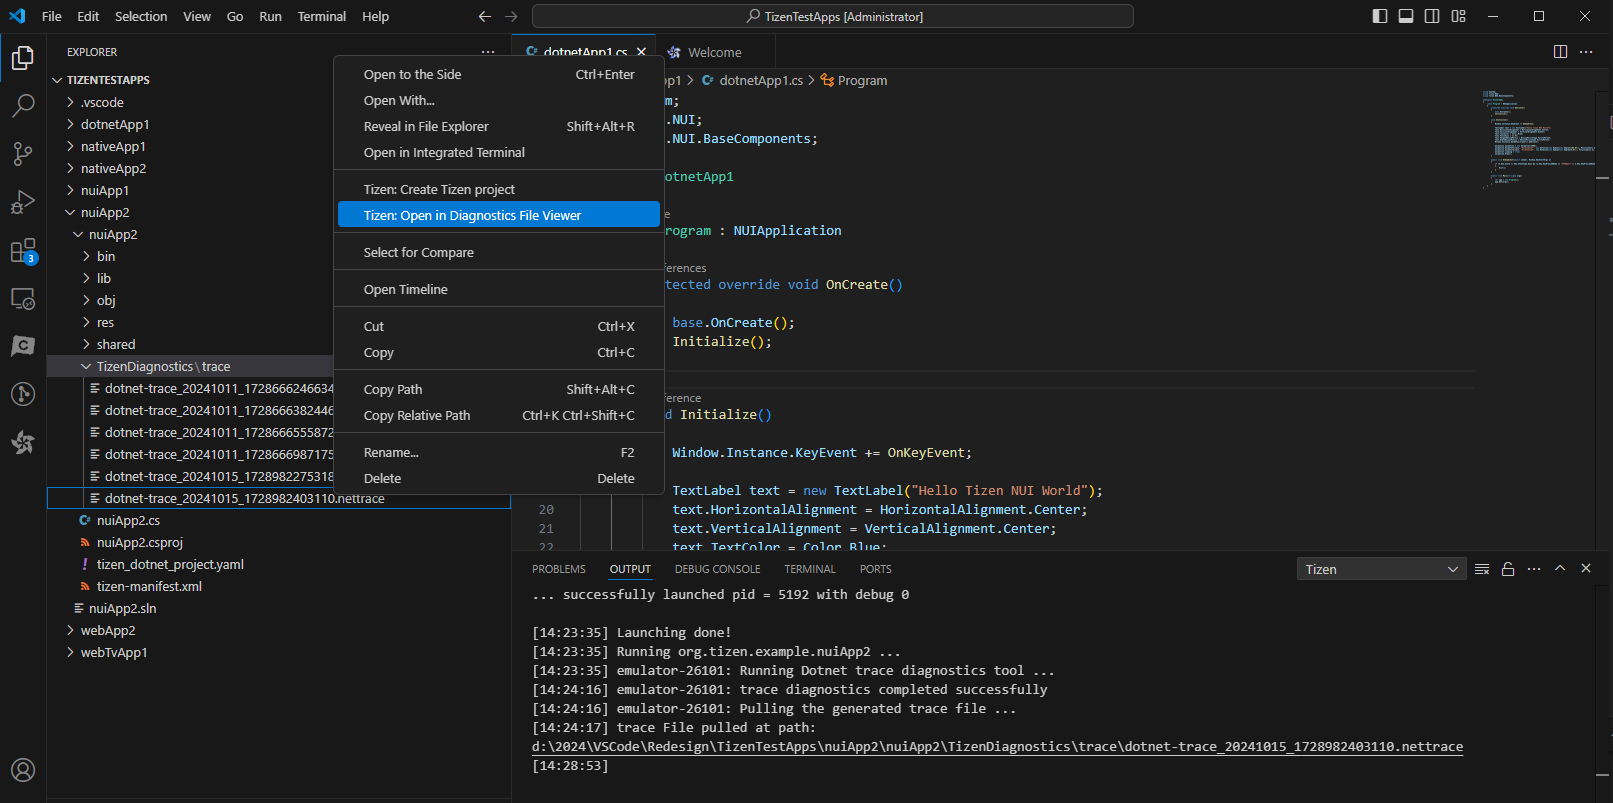 File Edit Selection View Go Run Terminal Help
TizenTestApps [Administrator]
EXPLORER
TIZENTESTAPPS
.vscode
dotnetApp1
nativeApp1
nativeApp2
nuiApp1
nuiApp2
nuiApp2
bin
lib
obj
res
shared
TizenDiagnostics\trace
dotnet-trace_20241011_1728666246634
dotnet-trace_20241011_1728666382446
dotnet-trace_20241011_1728666555872
dotnet-trace_20241011_1728666987175
dotnet-trace_20241015_1728982275318
dotnet-trace_20241015_1728982403110.nettrace
nuiApp2.cs
nuiApp2.csproj
tizen_dotnet_project.yaml
tizen-manifest.xml
nuiApp2.sln
webApp2
webTvApp1
3
Open to the Side Ctrl+Enter
Open With...
Reveal in File Explorer Shift+Alt+R
Open in Integrated Terminal
Tizen: Create Tizen project
Tizen: Open in Diagnostics File Viewer
Select for Compare
Open Timeline
Cut Ctrl+X
Copy Ctrl+C
Copy Path Shift+Alt+C
Copy Relative Path Ctrl+K Ctrl+Shift+C
Rename... F2
Delete Delete
dotnetApp1.cs Welcome
pp1 > dotnetApp1.cs > Program
m;
.NUI;
.NUI.BaseComponents;
otnetApp1
e
rogram : NUIApplication
ferences
tected override void OnCreate()
base.OnCreate();
Initialize();
ference
d Initialize()
Window.Instance.KeyEvent += OnKeyEvent;
TextLabel text = new TextLabel("Hello Tizen NUI World");
20 text.HorizontalAlignment = HorizontalAlignment.Center;
21 text.VerticalAlignment = VerticalAlignment.Center;
22 text.TextColor = Color.Blue;
PROBLEMS OUTPUT DEBUG CONSOLE TERMINAL PORTS
Tizen
... successfully launched pid = 5192 with debug 0
[14:23:35] Launching done!
[14:23:35] Running org.tizen.example.nuiApp2 ...
[14:23:35] emulator-26101: Running Dotnet trace diagnostics tool ...
[14:24:16] emulator-26101: trace diagnostics completed successfully
[14:24:16] emulator-26101: Pulling the generated trace file ...
[14:24:17] trace File pulled at path:
d:\2024\VSCode\Redesign\TizenTestApps\nuiApp2\nuiApp2\TizenDiagnostics\trace\dotnet-trace_20241015_1728982403110.nettrace
[14:28:53]